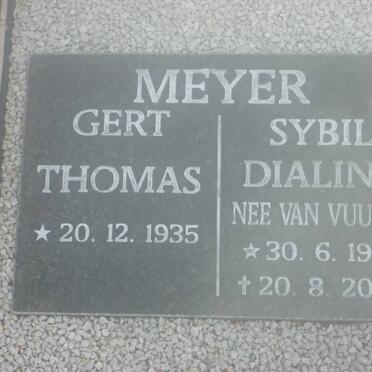 MEYER
GERT
THOMAS
★ 20. 12. 1935
SYBIL
DIALIN
NEE VAN VUU
☆ 30. 6. 19
† 20. 8. 20